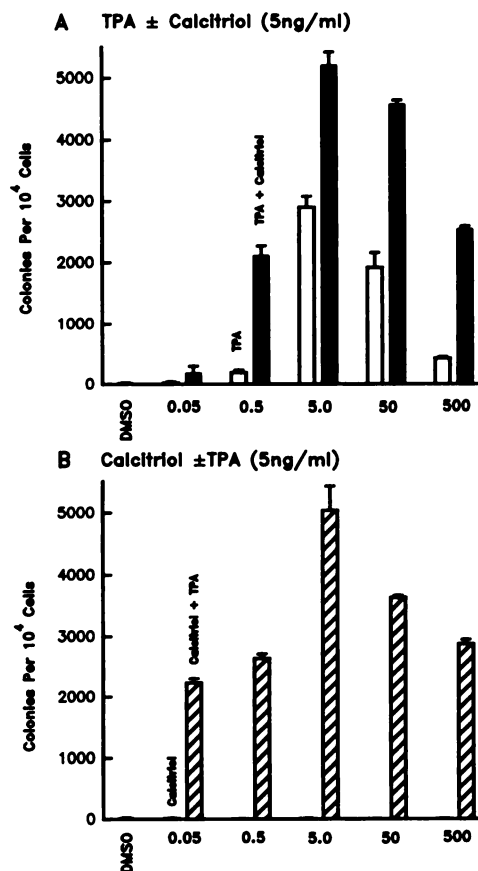 A TPA ± Calcitriol (5ng/ml)
Colonies Per 10⁴ Cells
5000
4000
3000
2000
1000
0
TPA
TPA + Calcitriol
DMSO 0.05 0.5 5.0 50 500
B Calcitriol ±TPA (5ng/ml)
Colonies Per 10⁴ Cells
5000
4000
3000
2000
1000
0
Calcitriol
Calcitriol + TPA
DMSO 0.05 0.5 5.0 50 500